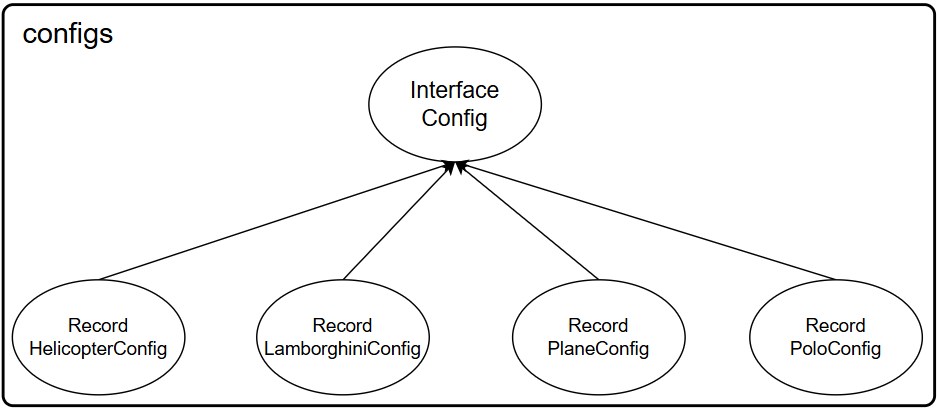 configs
Interface
Config
Record
HelicopterConfig
Record
LamborghiniConfig
Record
PlaneConfig
Record
PoloConfig